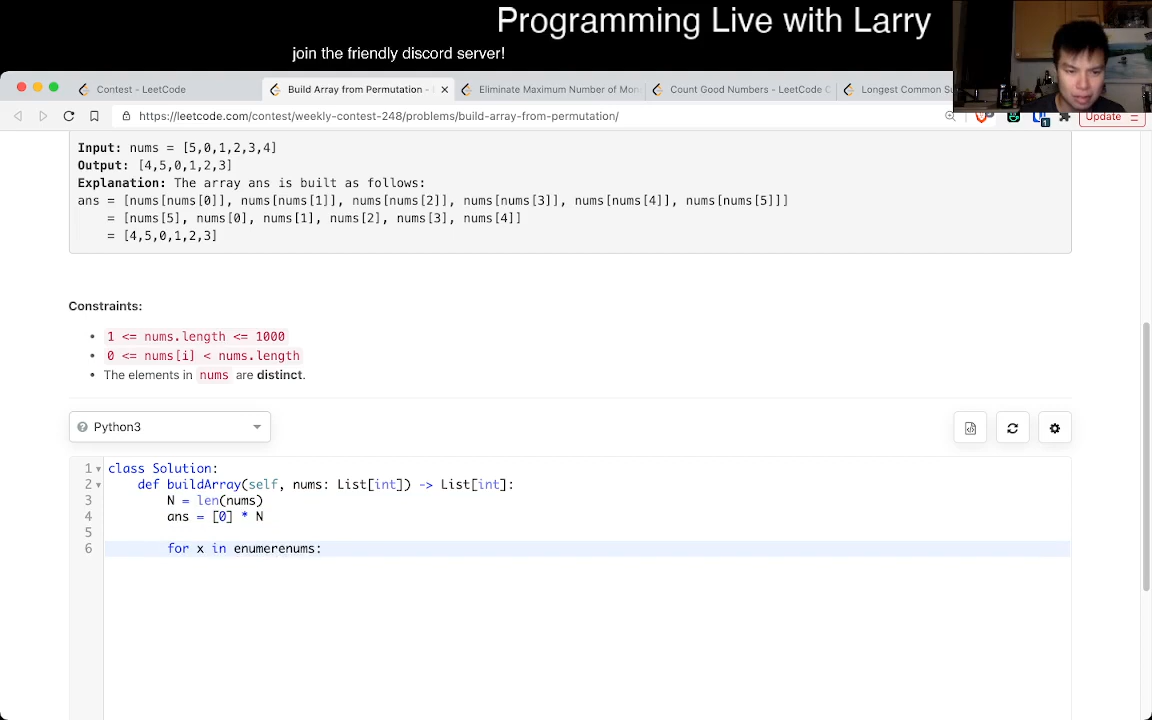 Programming Live with Larry
join the friendly discord server!
Contest - LeetCode
Build Array from Permutation -
Eliminate Maximum Number of Mon
Count Good Numbers - LeetCode C
Longest Common Su
https://leetcode.com/contest/weekly-contest-248/problems/build-array-from-permutation/
Update
Input: nums = [5,0,1,2,3,4]
Output: [4,5,0,1,2,3]
Explanation: The array ans is built as follows:
ans = [nums[nums[0]], nums[nums[1]], nums[nums[2]], nums[nums[3]], nums[nums[4]], nums[nums[5]]]
= [nums[5], nums[0], nums[1], nums[2], nums[3], nums[4]]
= [4,5,0,1,2,3]
Constraints:
1 <= nums.length <= 1000
0 <= nums[i] < nums.length
The elements in nums are distinct.
Python3
1 class Solution:
2 def buildArray(self, nums: List[int]) -> List[int]:
3 N = len(nums)
4 ans = [0] * N
5
6 for x in enumerenums: